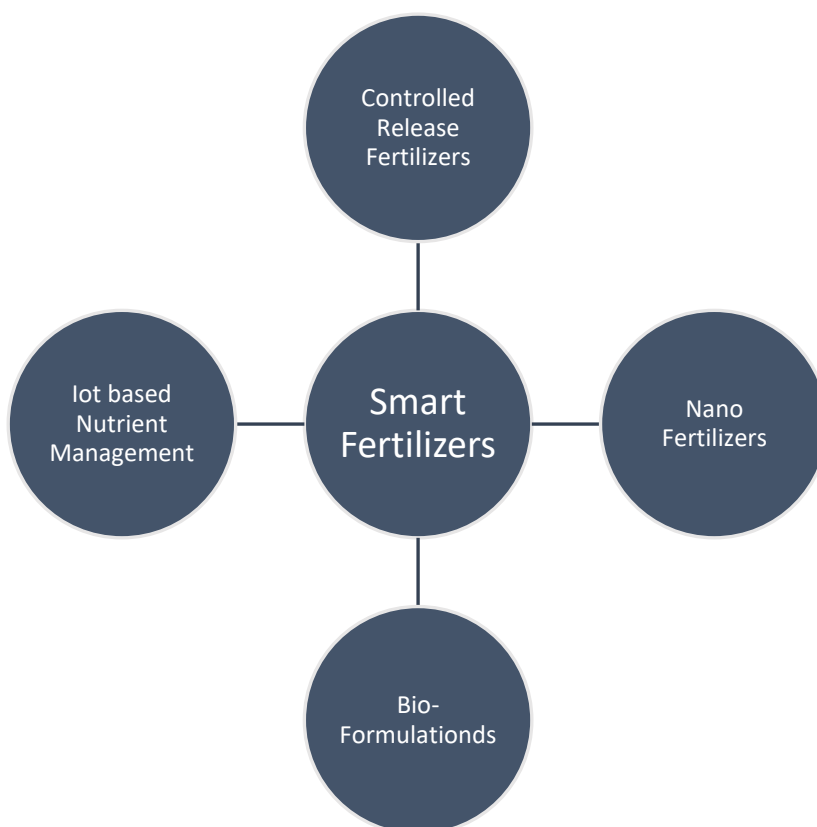 Controlled
Release
Fertilizers
Iot based
Nutrient
Management
Smart
Fertilizers
Nano
Fertilizers
Bio-
Formulationds